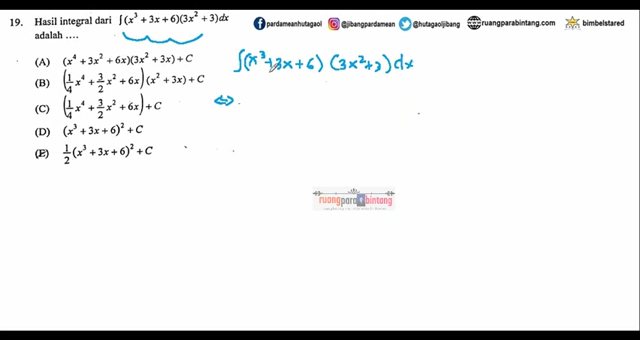 19. Hasil integral dari ∫(x³ + 3x + 6)(3x² + 3)dx
adalah ....
pardameanhutagaol @jibangpardamean @hutagaoljibang ruangparabintang.com bimbelstared
(A) (x⁴ + 3x² + 6x)(3x² + 3x) + C
(B) (1/4 x⁴ + 3/2 x² + 6x)(x² + 3x) + C
(C) (1/4 x⁴ + 3/2 x² + 6x) + C
(D) (x³ + 3x + 6)² + C
(E) 1/2 (x³ + 3x + 6)² + C
∫(x³+3x+6) (3x²+3) dx
⇔
ruangparabintang